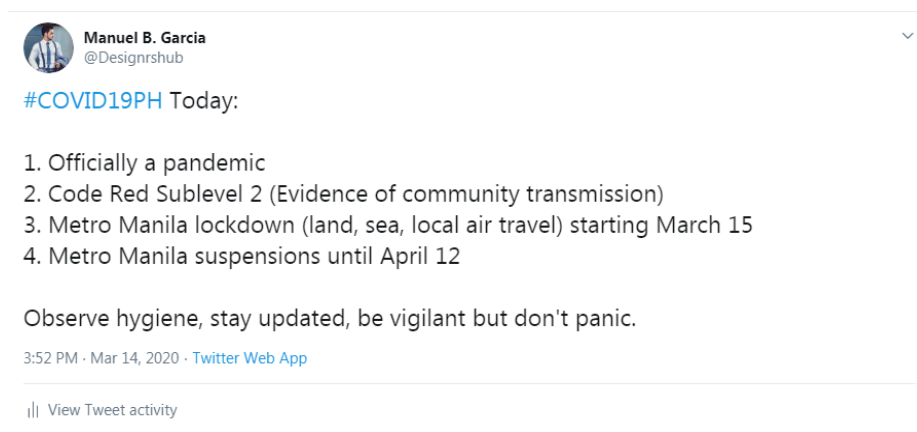 Manuel B. Garcia
@Designrshub
#COVID19PH Today:
1. Officially a pandemic
2. Code Red Sublevel 2 (Evidence of community transmission)
3. Metro Manila lockdown (land, sea, local air travel) starting March 15
4. Metro Manila suspensions until April 12
Observe hygiene, stay updated, be vigilant but don't panic.
3:52 PM · Mar 14, 2020 · Twitter Web App
View Tweet activity